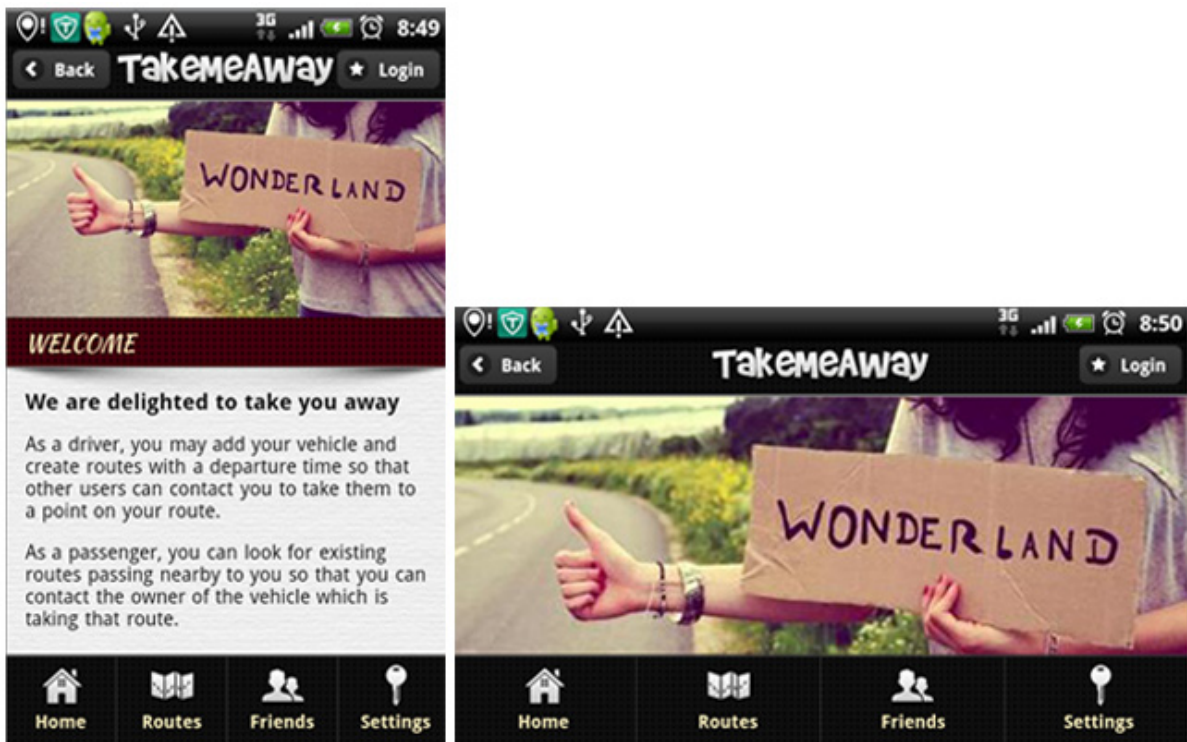 3G 8:49
Back TakemeAway Login
WONDERLAND
WELCOME
We are delighted to take you away
As a driver, you may add your vehicle and
create routes with a departure time so that
other users can contact you to take them to
a point on your route.
As a passenger, you can look for existing
routes passing nearby to you so that you can
contact the owner of the vehicle which is
taking that route.
Home Routes Friends Settings
3G 8:50
Back TakemeAway Login
WONDERLAND
Home Routes Friends Settings